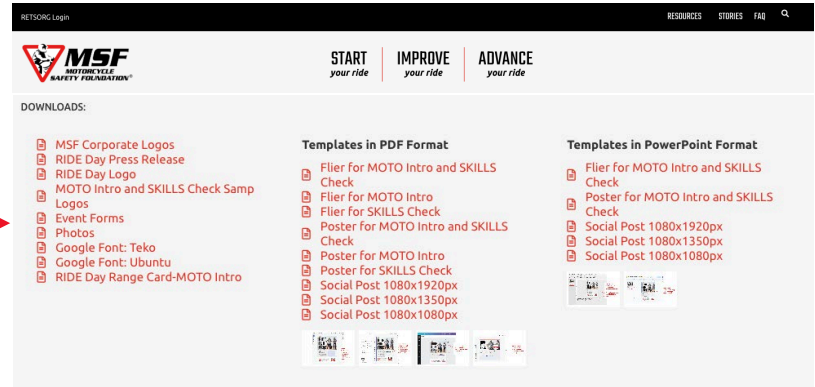 RETSORG Login
RESOURCES STORIES FAQ
MSF
MOTORCYCLE
SAFETY FOUNDATION®
START
your ride
IMPROVE
your ride
ADVANCE
your ride
DOWNLOADS:
MSF Corporate Logos
RIDE Day Press Release
RIDE Day Logo
MOTO Intro and SKILLS Check Samp
Logos
Event Forms
Photos
Google Font: Teko
Google Font: Ubuntu
RIDE Day Range Card-MOTO Intro
Templates in PDF Format
Flier for MOTO Intro and SKILLS
Check
Flier for MOTO Intro
Flier for SKILLS Check
Poster for MOTO Intro and SKILLS
Check
Poster for MOTO Intro
Poster for SKILLS Check
Social Post 1080x1920px
Social Post 1080x1350px
Social Post 1080x1080px
Templates in PowerPoint Format
Flier for MOTO Intro and SKILLS
Check
Poster for MOTO Intro and SKILLS
Check
Social Post 1080x1920px
Social Post 1080x1350px
Social Post 1080x1080px